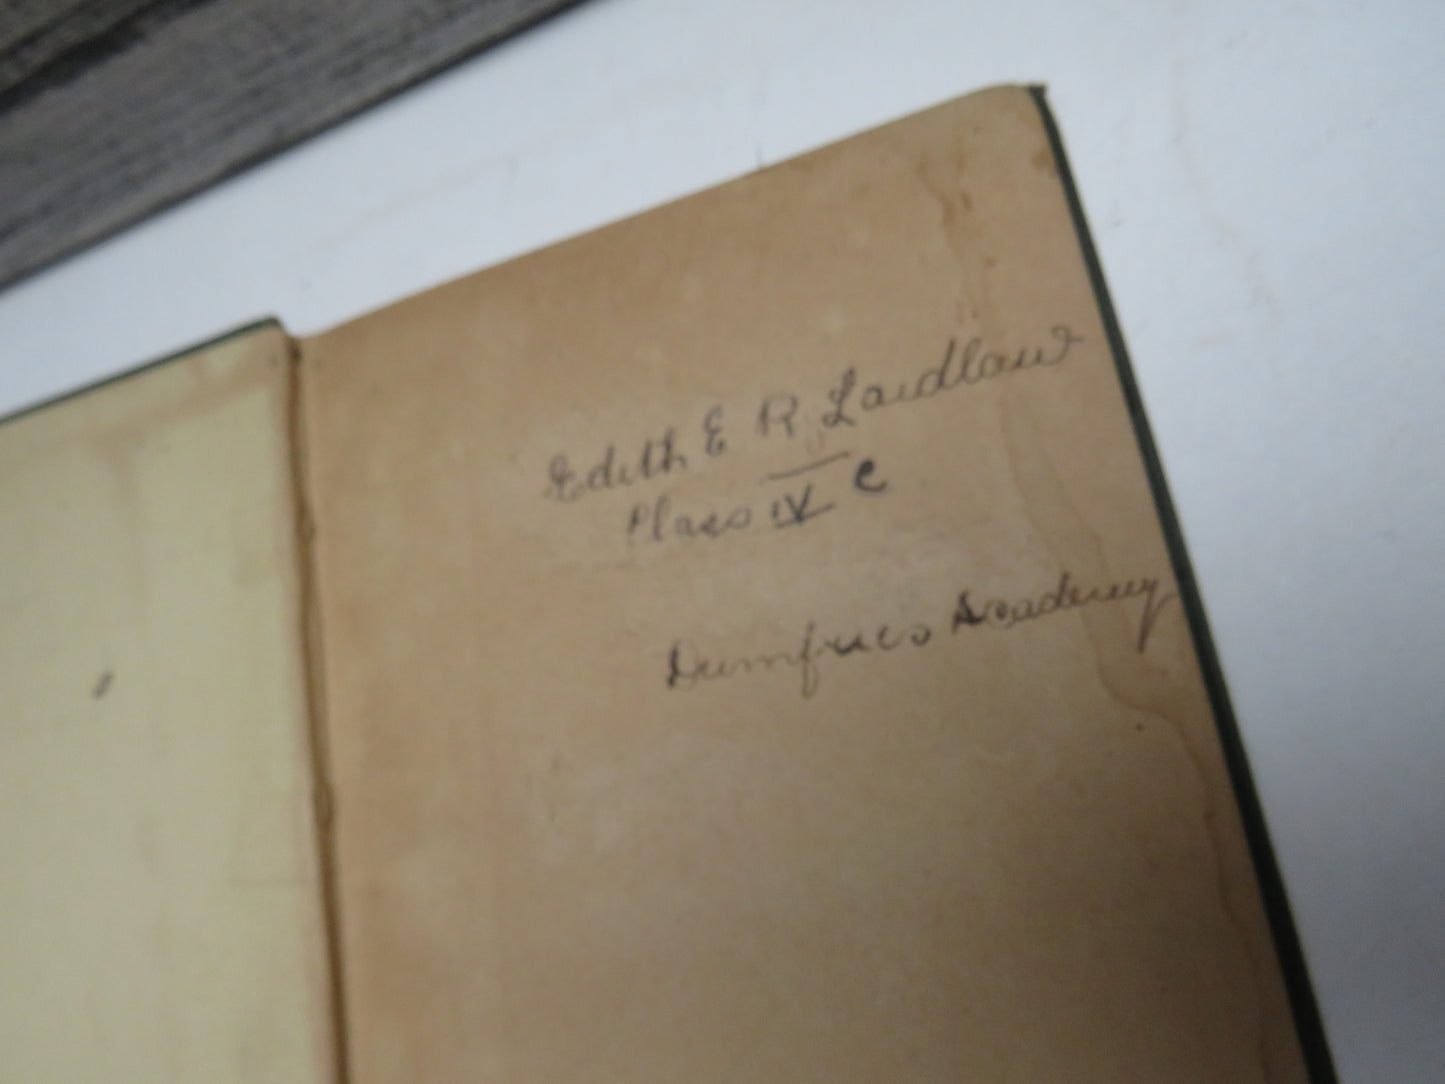 Edith E R Laidlaw
Class IV c
Dumfries Academy